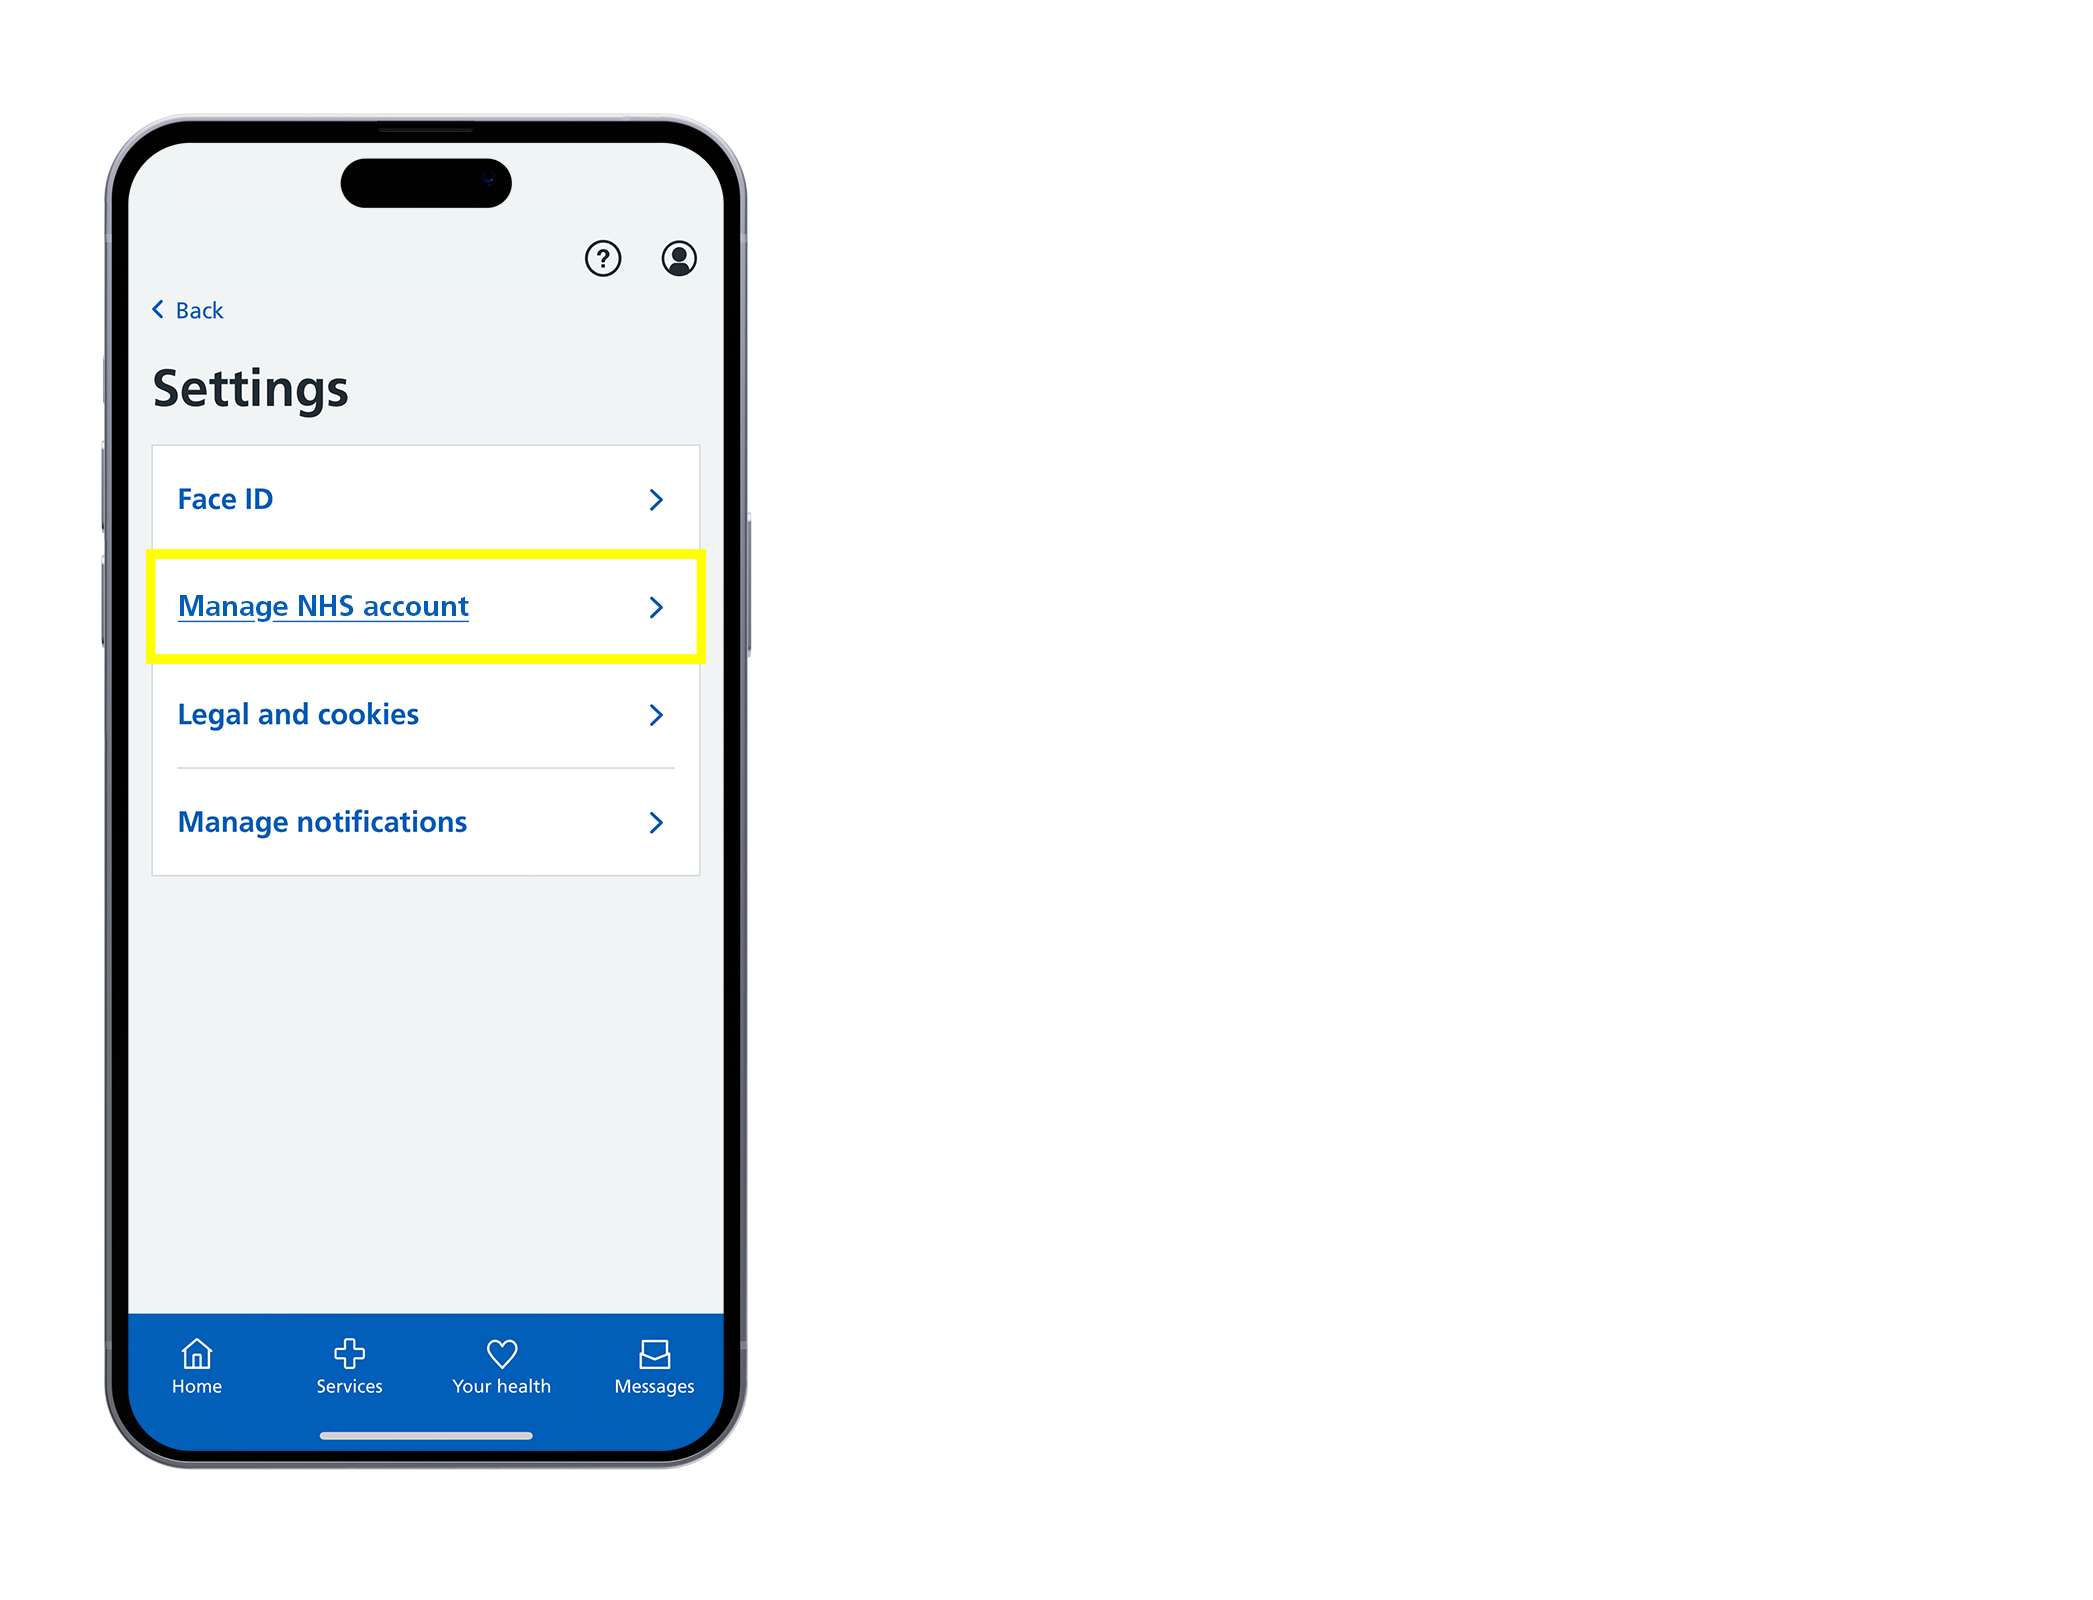 Back
Settings
Face ID
Manage NHS account
Legal and cookies
Manage notifications
Home
Services
Your health
Messages